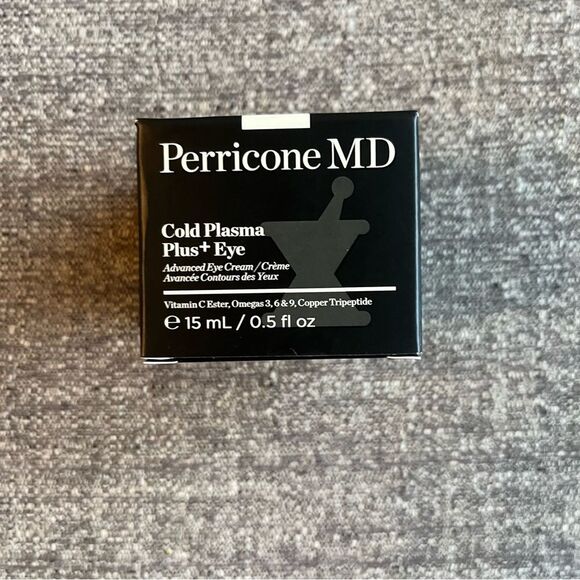 Perricone MD
Cold Plasma
Plus+ Eye
Advanced Eye Cream / Crème
Avancée Contours des Yeux
Vitamin C Ester, Omegas 3, 6 & 9, Copper Tripeptide
℮ 15 mL / 0.5 fl oz